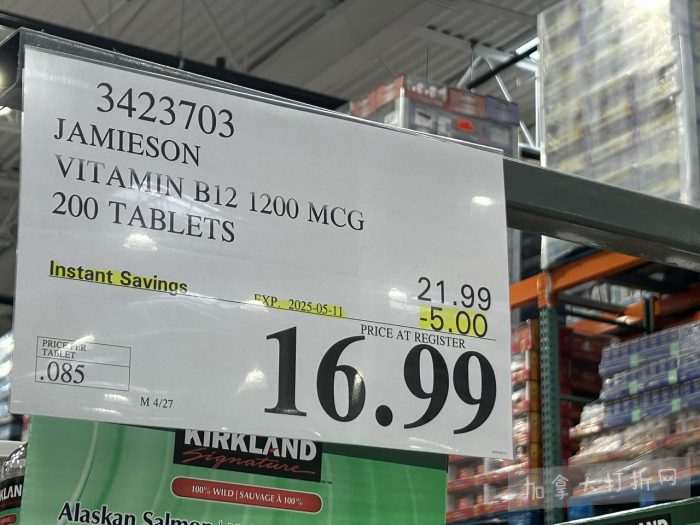 3423703
JAMIESON
VITAMIN B12 1200 MCG
200 TABLETS
Instant Savings
EXP. 2025-05-11
21.99
-5.00
PRICE AT REGISTER
16.99
PRICE PER
TABLET
.085
M 4/27
KIRKLAND
Signature
100% WILD | SAUVAGE À 100%
Alaskan Salmon
加拿大打折网